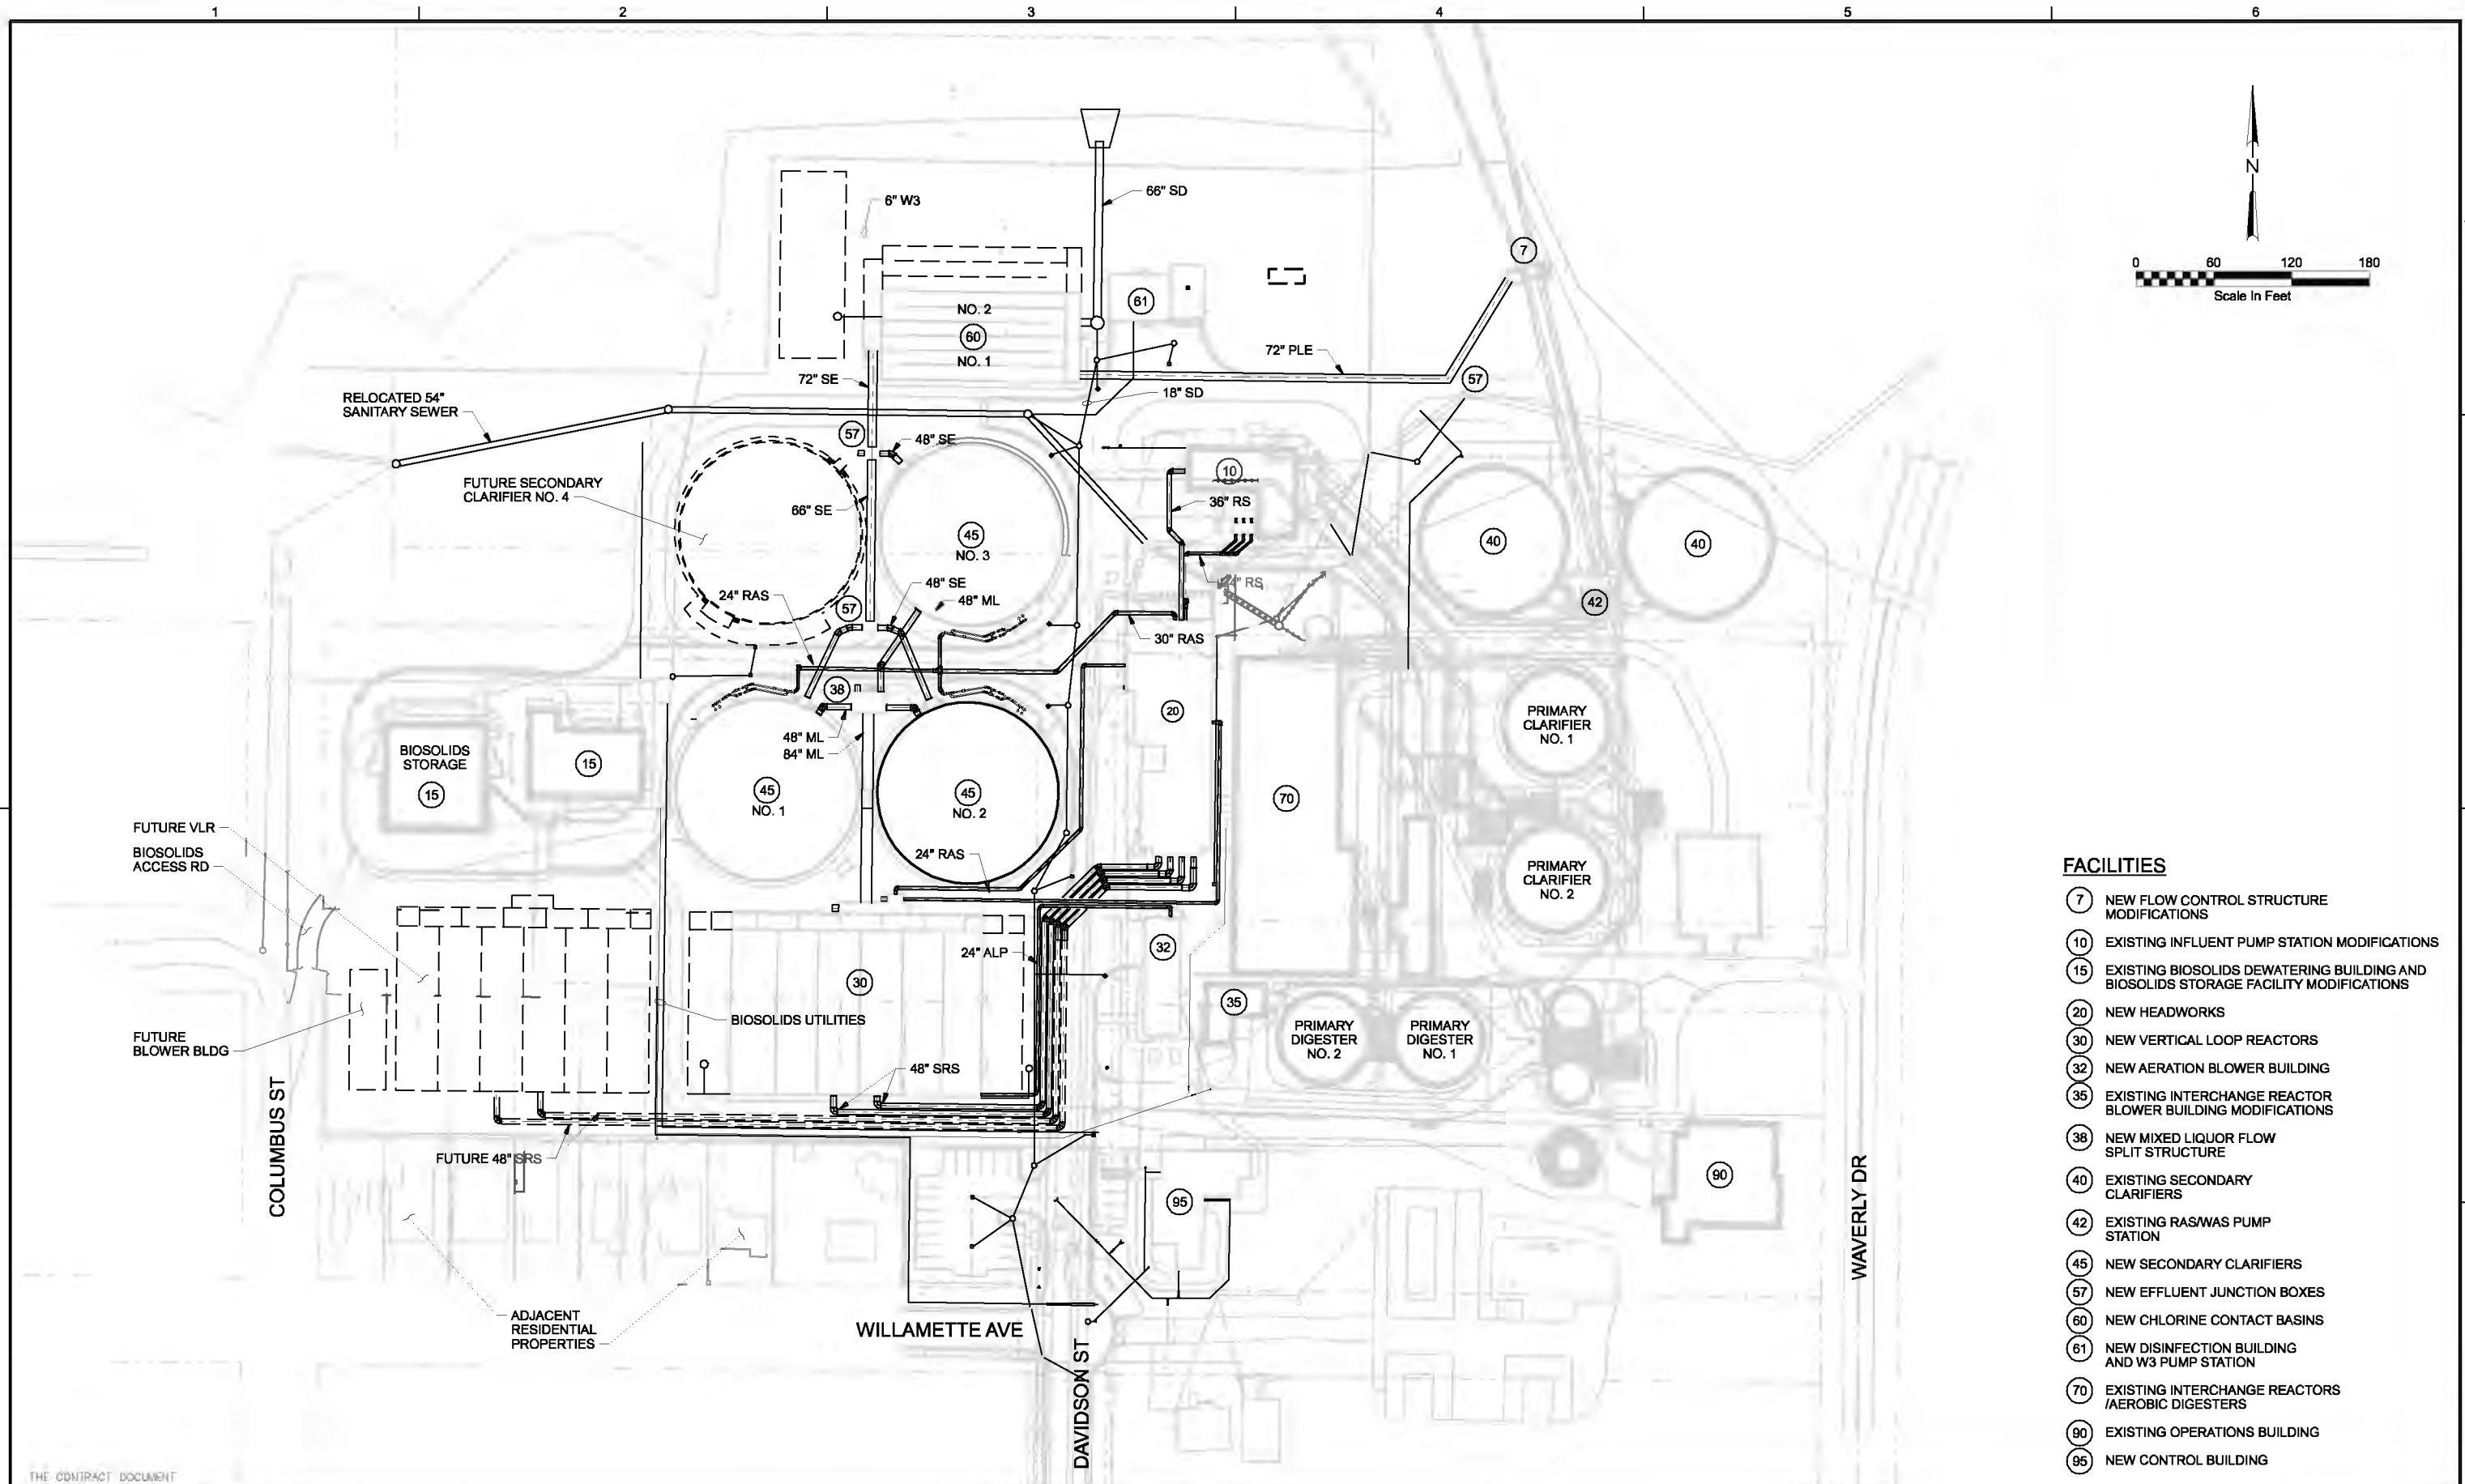 1 2 3 4 5 6
N
0 60 120 180
Scale In Feet
6" W3
66" SD
7
61
NO. 2
60
NO. 1
72" SE
72" PLE
57
18" SD
RELOCATED 54"
SANITARY SEWER
57
48" SE
FUTURE SECONDARY
CLARIFIER NO. 4
10
36" RS
66" SE
45
NO. 3
40
40
48" SE
24" RAS
48" ML
57
42
30" RAS
38
20
48" ML
84" ML
PRIMARY
CLARIFIER
NO. 1
BIOSOLIDS
STORAGE
15
15
45
NO. 1
45
NO. 2
70
FUTURE VLR
BIOSOLIDS
ACCESS RD
24" RAS
PRIMARY
CLARIFIER
NO. 2
24" ALP
32
30
35
BIOSOLIDS UTILITIES
FUTURE
BLOWER BLDG
PRIMARY
DIGESTER
NO. 2
PRIMARY
DIGESTER
NO. 1
48" SRS
COLUMBUS ST
FUTURE 48" SRS
95
90
WAVERLY DR
ADJACENT
RESIDENTIAL
PROPERTIES
WILLAMETTE AVE
DAVIDSON ST
FACILITIES
7 NEW FLOW CONTROL STRUCTURE
MODIFICATIONS
10 EXISTING INFLUENT PUMP STATION MODIFICATIONS
15 EXISTING BIOSOLIDS DEWATERING BUILDING AND
BIOSOLIDS STORAGE FACILITY MODIFICATIONS
20 NEW HEADWORKS
30 NEW VERTICAL LOOP REACTORS
32 NEW AERATION BLOWER BUILDING
35 EXISTING INTERCHANGE REACTOR
BLOWER BUILDING MODIFICATIONS
38 NEW MIXED LIQUOR FLOW
SPLIT STRUCTURE
40 EXISTING SECONDARY
CLARIFIERS
42 EXISTING RAS/WAS PUMP
STATION
45 NEW SECONDARY CLARIFIERS
57 NEW EFFLUENT JUNCTION BOXES
60 NEW CHLORINE CONTACT BASINS
61 NEW DISINFECTION BUILDING
AND W3 PUMP STATION
70 EXISTING INTERCHANGE REACTORS
/AEROBIC DIGESTERS
90 EXISTING OPERATIONS BUILDING
95 NEW CONTROL BUILDING
THE CONTRACT DOCUMENT